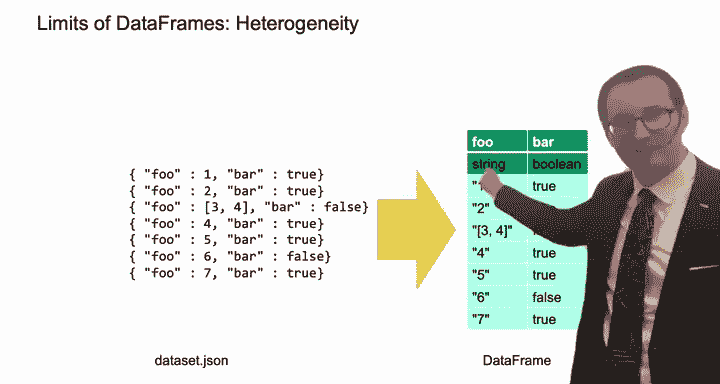 Limits of DataFrames: Heterogeneity
{ "foo" : 1, "bar" : true}
{ "foo" : 2, "bar" : true}
{ "foo" : [3, 4], "bar" : false}
{ "foo" : 4, "bar" : true}
{ "foo" : 5, "bar" : true}
{ "foo" : 6, "bar" : false}
{ "foo" : 7, "bar" : true}
dataset.json
foo bar
string boolean
"1 true
"2"
"[3, 4]"
"4" true
"5" true
"6" false
"7" true
DataFrame